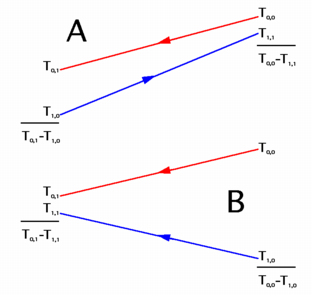 A
T₀,₀
T₁,₁
T₀,₀-T₁,₁
T₀,₁
T₁,₀
T₀,₁-T₁,₀
B
T₀,₀
T₀,₁
T₁,₁
T₀,₁-T₁,₁
T₁,₀
T₀,₀-T₁,₀